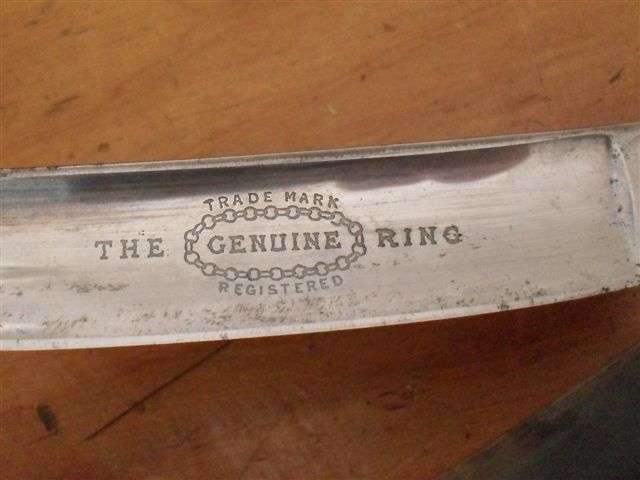 TRADE MARK
THE GENUINE RING
REGISTERED